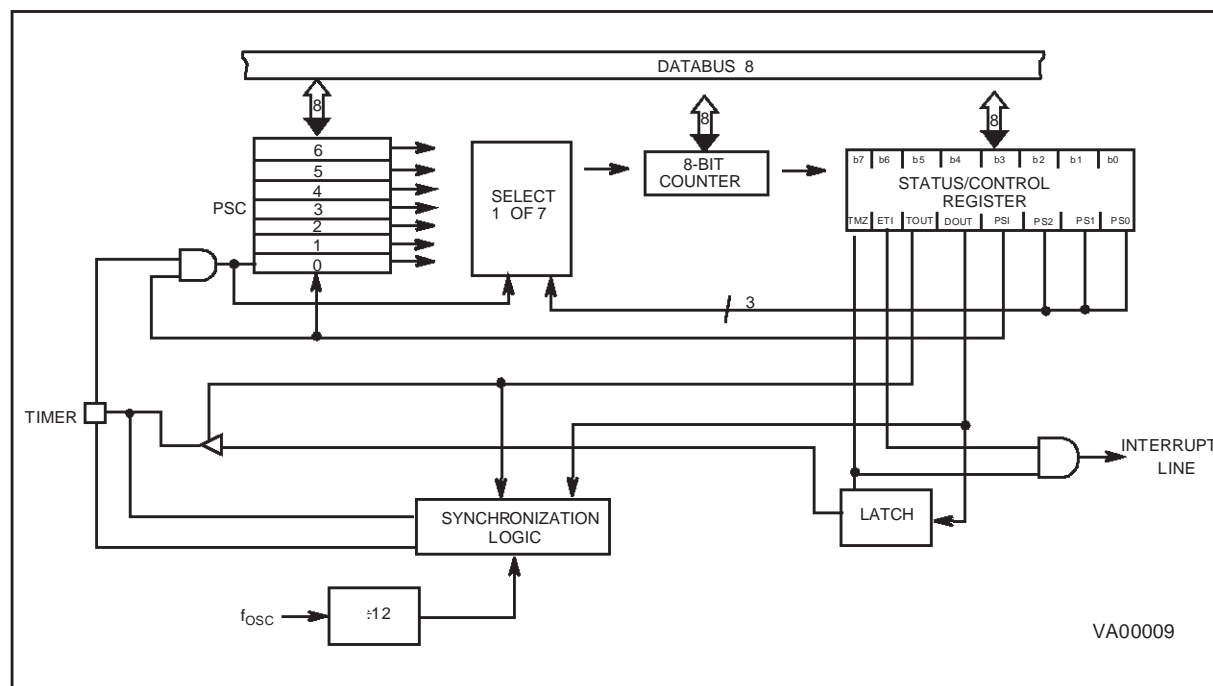 DATABUS 8
8
8
8
6
5
4
3
2
1
0
PSC
SELECT
1 OF 7
8-BIT
COUNTER
b7 b6 b5 b4 b3 b2 b1 b0
STATUS/CONTROL
REGISTER
TMZ ETI TOUT DOUT PSI PS2 PS1 PS0
3
TIMER
INTERRUPT
LINE
SYNCHRONIZATION
LOGIC
LATCH
fOSC
÷12
VA00009